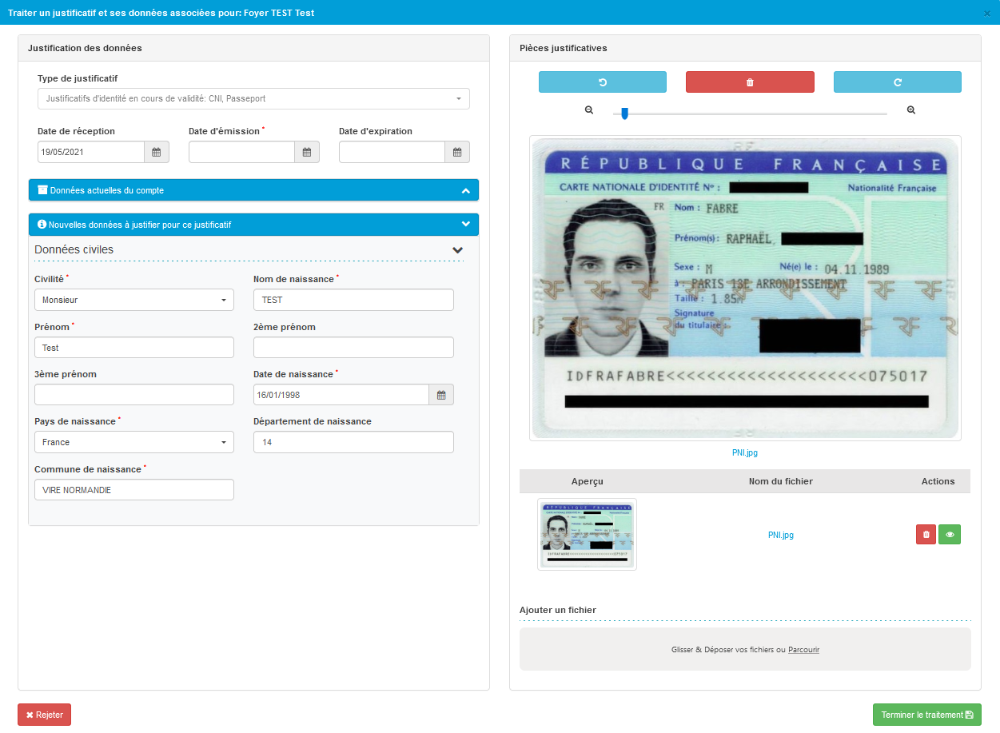 Traiter un justificatif et ses données associées pour: Foyer TEST Test
×
Justification des données
Type de justificatif
Justificatifs d'identité en cours de validité: CNI, Passeport
Date de réception
Date d'émission *
Date d'expiration
19/05/2021
Données actuelles du compte
Nouvelles données à justifier pour ce justificatif
Données civiles
Civilité *
Nom de naissance *
Monsieur
TEST
Prénom *
2ème prénom
Test
3ème prénom
Date de naissance *
16/01/1998
Pays de naissance *
Département de naissance
France
14
Commune de naissance *
VIRE NORMANDIE
Pièces justificatives
RF
RÉPUBLIQUE FRANÇAISE
CARTE NATIONALE D'IDENTITÉ Nº :
Nationalité Française
FR
Nom : FABRE
Prénom(s) : RAPHAËL,
Sexe : M
Né(e) le : 04.11.1989
à : PARIS 13E ARRONDISSEMENT
Taille : 1.85m
Signature
du titulaire :
IDFRAFABRE<<<<<<<<<<<<<<<<<<<<075017
PNI.jpg
Aperçu
Nom du fichier
Actions
PNI.jpg
Ajouter un fichier
Glisser & Déposer vos fichiers ou Parcourir
Rejeter
Terminer le traitement